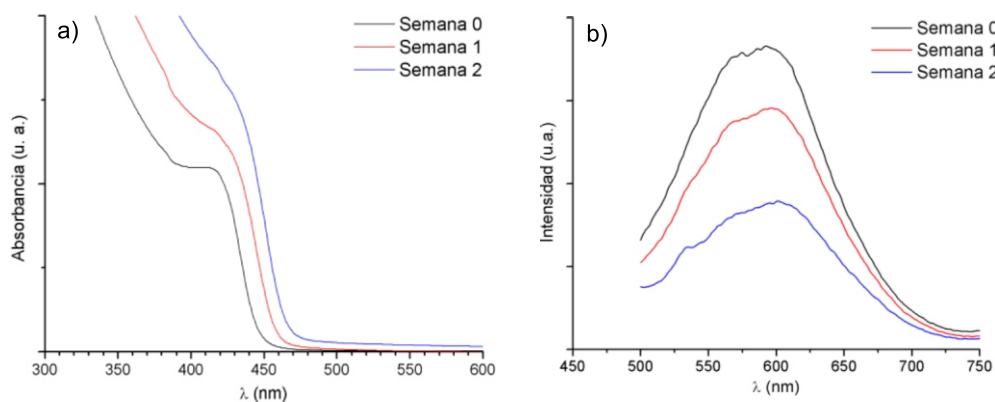 a)
Semana 0
Semana 1
Semana 2
Absorbancia (u. a.)
300 350 400 450 500 550 600
λ (nm)
b)
Semana 0
Semana 1
Semana 2
Intensidad (u.a.)
450 500 550 600 650 700 750
λ (nm)